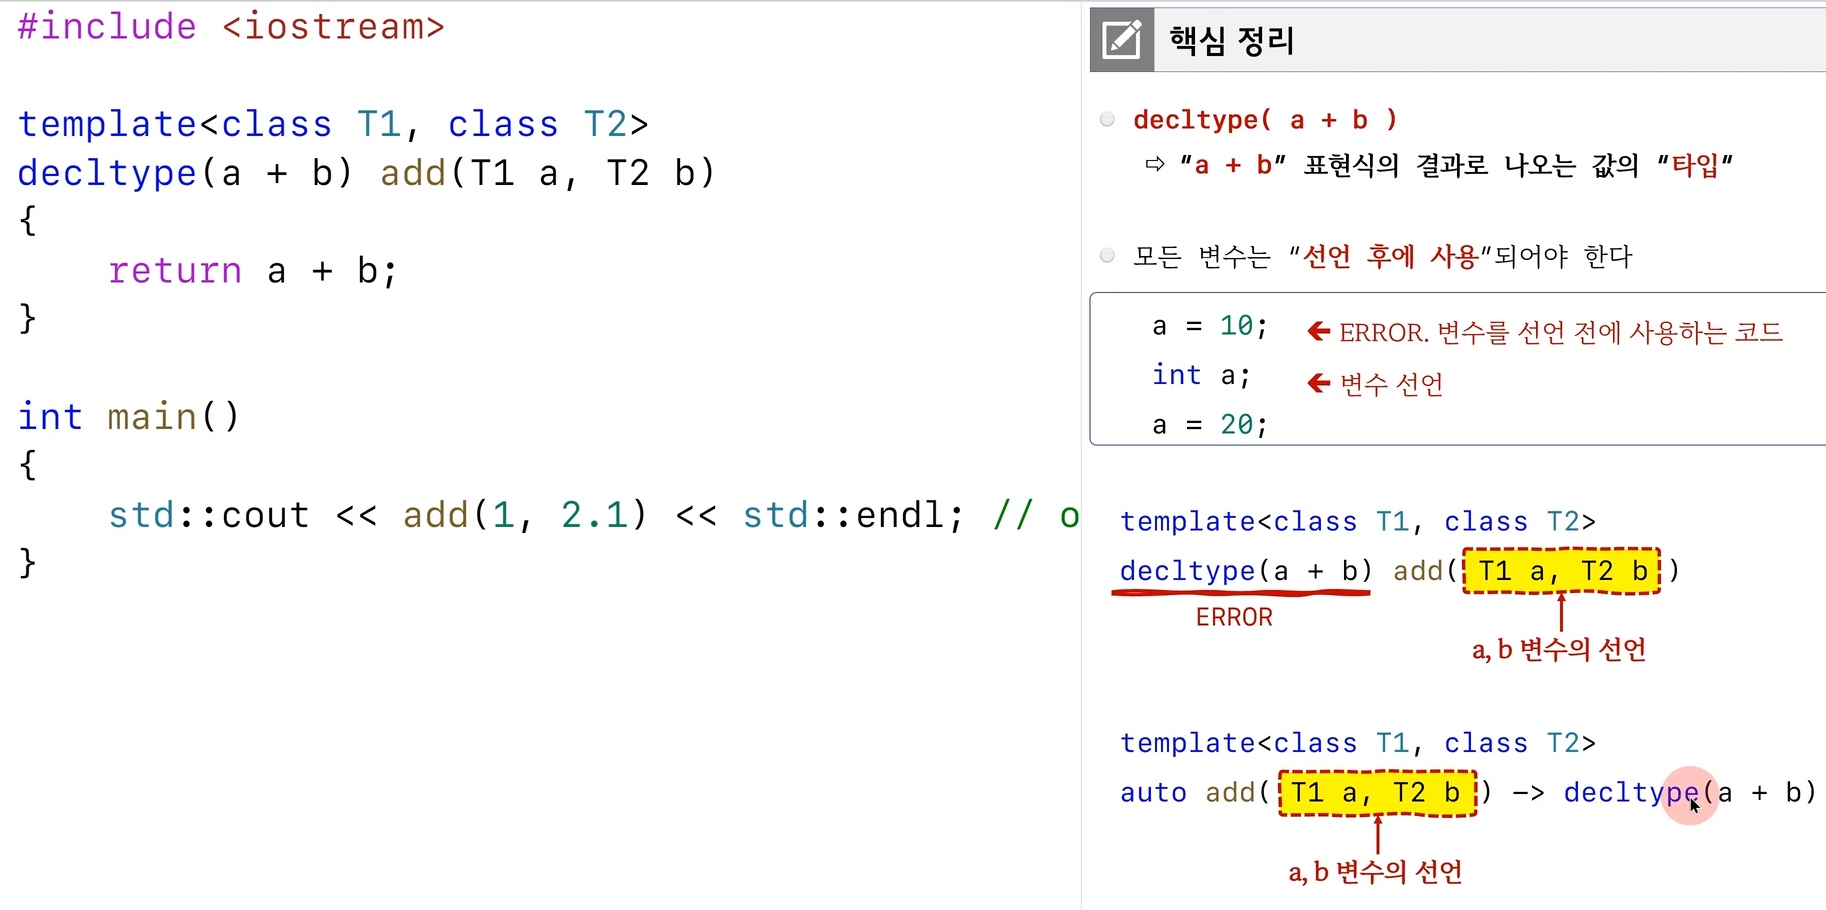 #include <iostream>
template<class T1, class T2>
decltype(a + b) add(T1 a, T2 b)
{
    return a + b;
}
int main()
{
    std::cout << add(1, 2.1) << std::endl; // o
}
핵심 정리
decltype( a + b )
⇨ "a + b" 표현식의 결과로 나오는 값의 "타입"
모든 변수는 "선언 후에 사용"되어야 한다
a = 10; 🡰 ERROR. 변수를 선언 전에 사용하는 코드
int a; 🡰 변수 선언
a = 20;
template<class T1, class T2>
decltype(a + b) add( T1 a, T2 b )
ERROR
a, b 변수의 선언
template<class T1, class T2>
auto add( T1 a, T2 b ) -> decltype(a + b)
a, b 변수의 선언